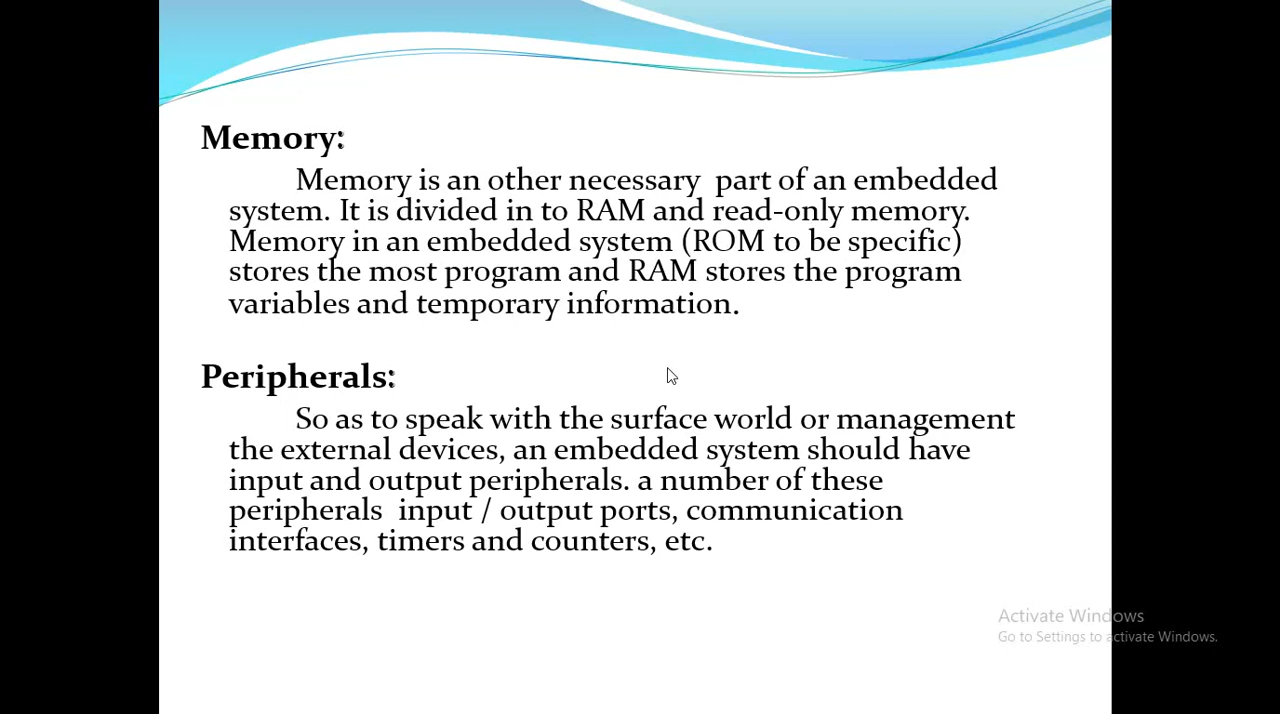 Memory:
Memory is an other necessary  part of an embedded
system. It is divided in to RAM and read-only memory.
Memory in an embedded system (ROM to be specific)
stores the most program and RAM stores the program
variables and temporary information.
Peripherals:
So as to speak with the surface world or management
the external devices, an embedded system should have
input and output peripherals. a number of these
peripherals  input / output ports, communication
interfaces, timers and counters, etc.
Activate Windows
Go to Settings to activate Windows.